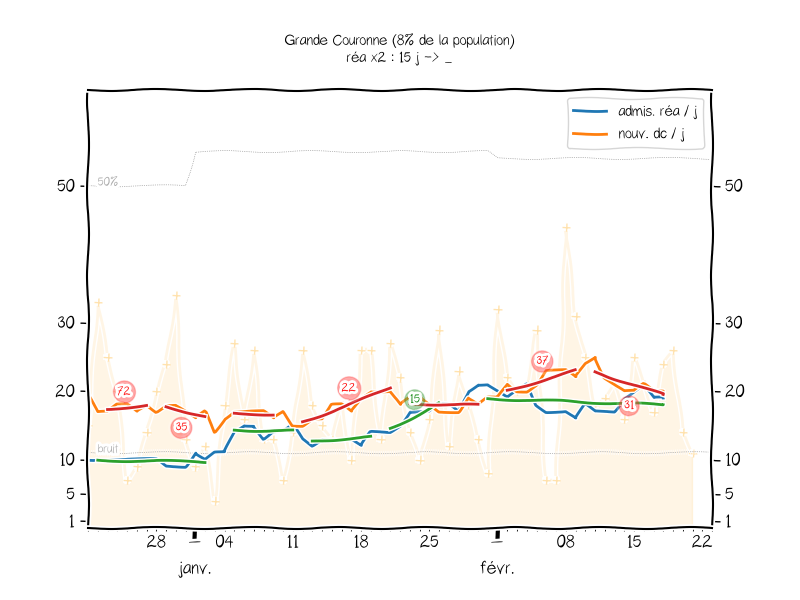 Grande Couronne (8% de la population)
réa x2 : 15 j -> _
admis. réa / j
nouv. dc / j
50 50% 50
30 30
37
72 22
20 15 20
31
35
bruit
10 10
5 5
1 1
28 04 11 18 25 08 15 22
janv. févr.